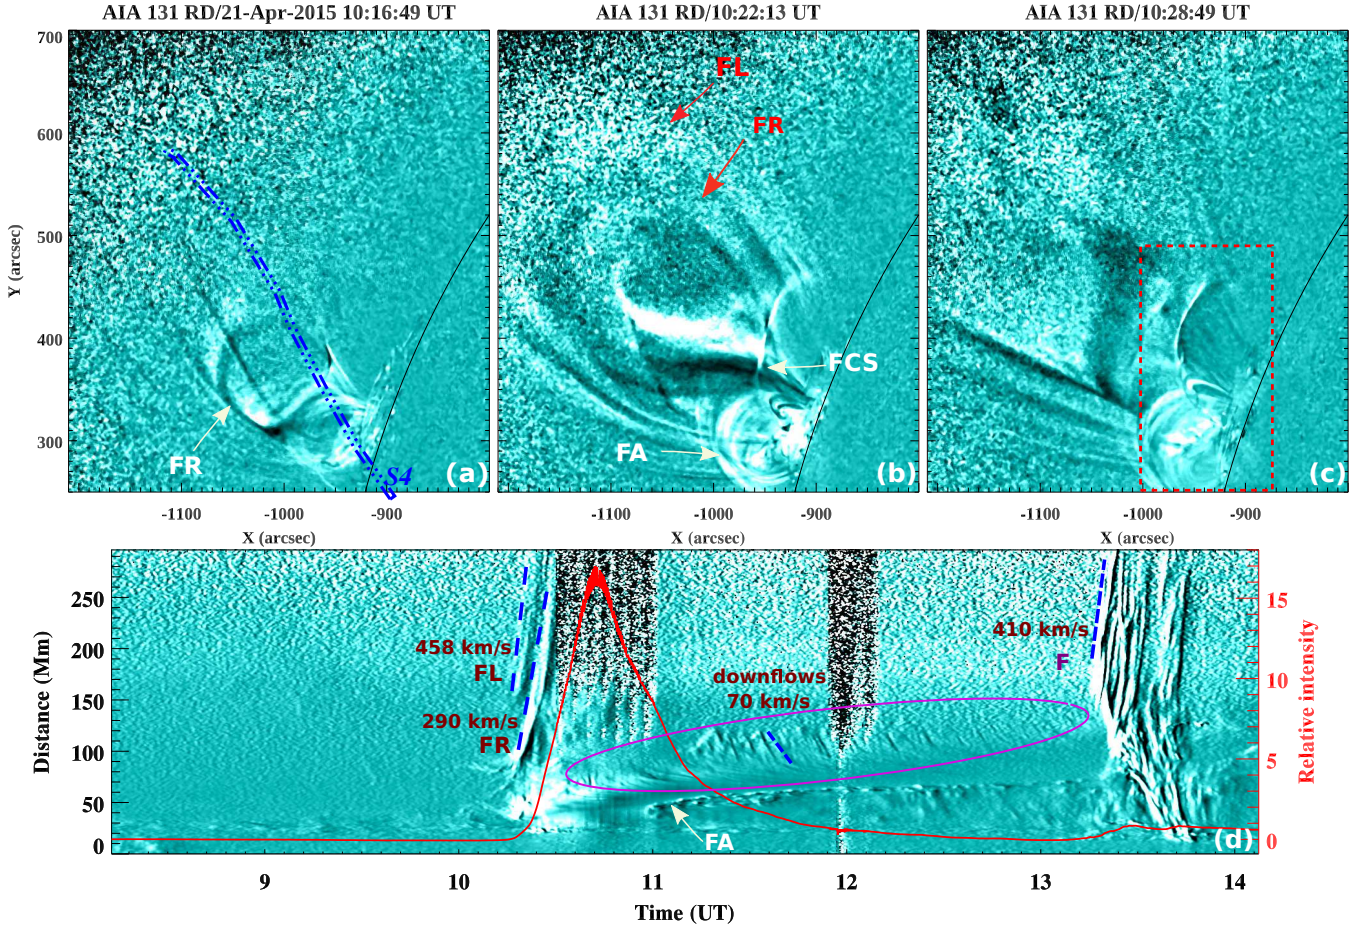 AIA 131 RD/21-Apr-2015 10:16:49 UT
AIA 131 RD/10:22:13 UT
AIA 131 RD/10:28:49 UT
700
600
500
400
300
Y (arcsec)
FR
S4
(a)
FL
FR
FCS
FA
(b)
(c)
-1100 -1000 -900
-1100 -1000 -900
-1100 -1000 -900
X (arcsec)
X (arcsec)
X (arcsec)
250
200
150
100
50
0
Distance (Mm)
458 km/s
FL
290 km/s
FR
downflows
70 km/s
FA
410 km/s
F
(d)
15
10
5
0
Relative intensity
9 10 11 12 13 14
Time (UT)